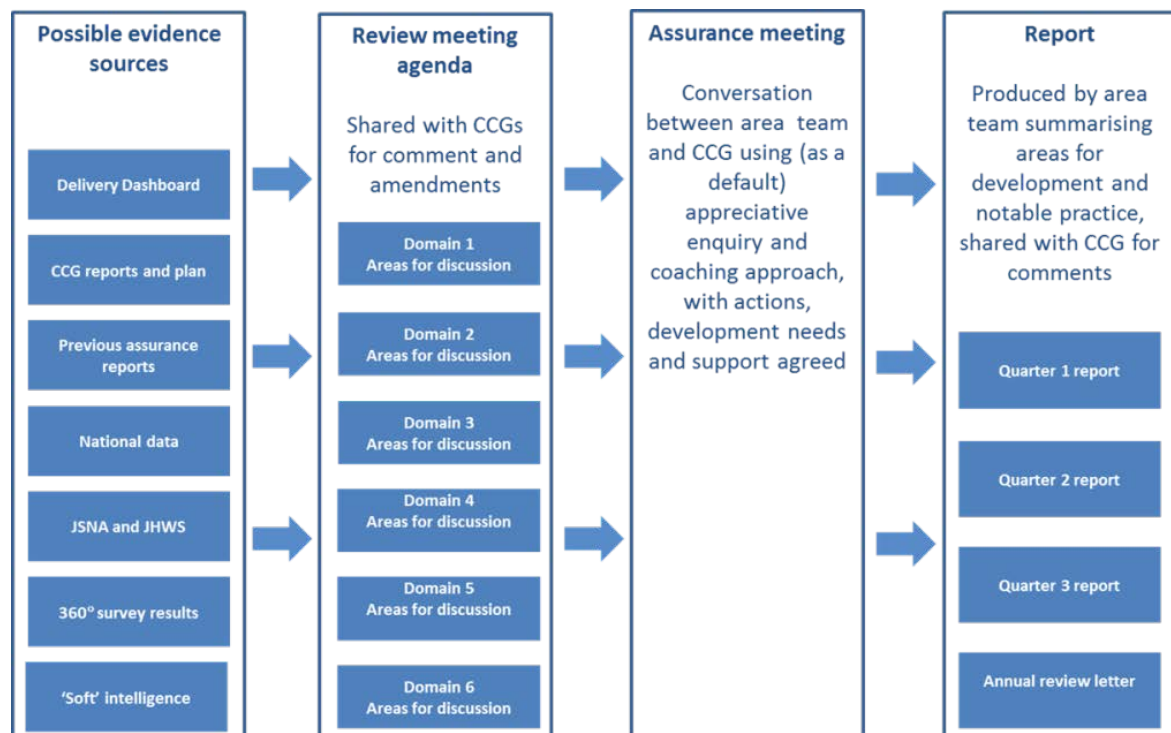 Possible evidence
sources
Delivery Dashboard
CCG reports and plan
Previous assurance
reports
National data
JSNA and JHWS
360° survey results
‘Soft’ intelligence
Review meeting
agenda
Shared with CCGs
for comment and
amendments
Domain 1
Areas for discussion
Domain 2
Areas for discussion
Domain 3
Areas for discussion
Domain 4
Areas for discussion
Domain 5
Areas for discussion
Domain 6
Areas for discussion
Assurance meeting
Conversation
between area team
and CCG using (as a
default)
appreciative
enquiry and
coaching approach,
with actions,
development needs
and support agreed
Report
Produced by area
team summarising
areas for
development and
notable practice,
shared with CCG for
comments
Quarter 1 report
Quarter 2 report
Quarter 3 report
Annual review letter